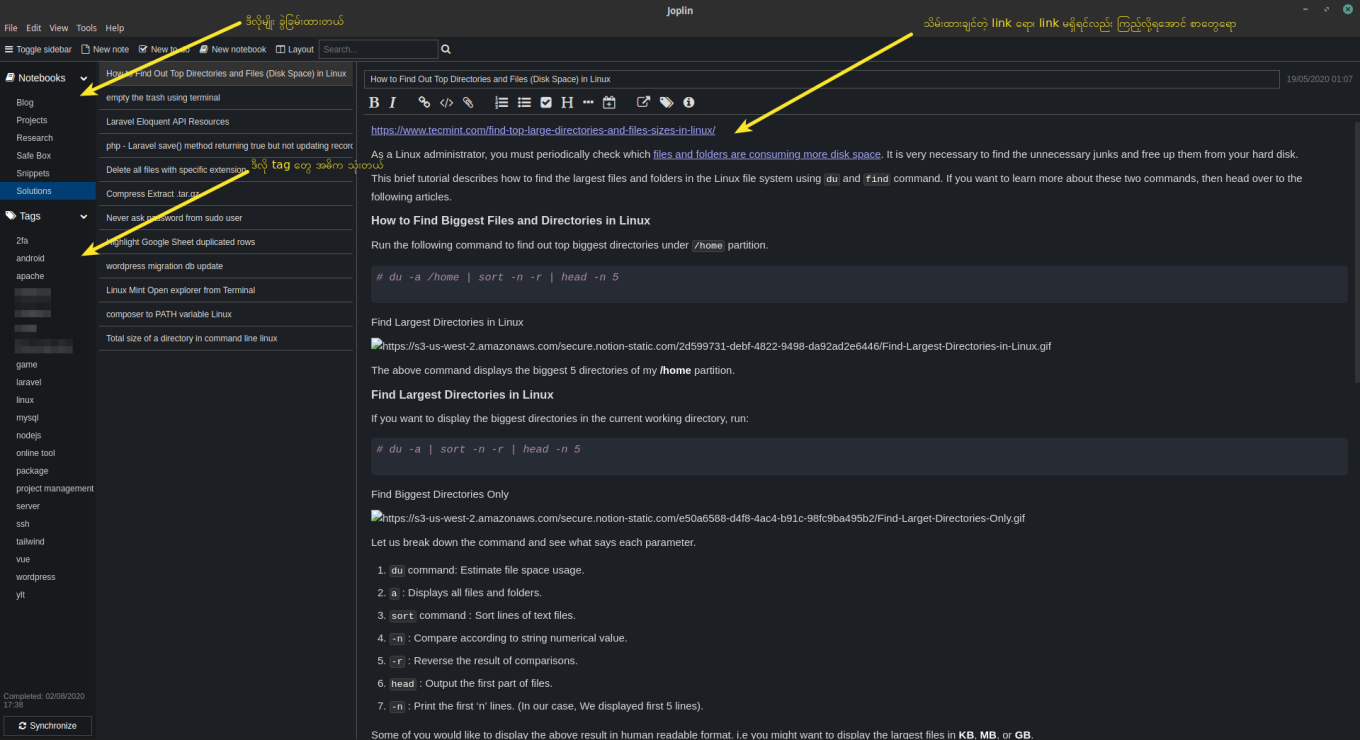 Joplin
ဒီလိုမျိုး ခွဲခြမ်းထားတယ်
သိမ်းထားချင်တဲ့ link ရော၊ link မရှိရင်လည်း ကြည့်လို့ရအောင် စာတွေရော
File Edit View Tools Help
Toggle sidebar New note New to-do New notebook Layout Search...
Notebooks
Blog
Projects
Research
Safe Box
Snippets
Solutions
Tags
2fa
android
apache
game
laravel
linux
mysql
nodejs
online tool
package
project management
server
ssh
tailwind
vue
wordpress
ylt
Completed: 02/08/2020
17:38
Synchronize
How to Find Out Top Directories and Files (Disk Space) in Linux
empty the trash using terminal
Laravel Eloquent API Resources
php - Laravel save() method returning true but not updating record
ဒီလို tag တွေ အဓိက သုံးတယ်
Delete all files with specific extension
Compress Extract .tar.gz
Never ask password from sudo user
Highlight Google Sheet duplicated rows
wordpress migration db update
Linux Mint Open explorer from Terminal
composer to PATH variable Linux
Total size of a directory in command line linux
How to Find Out Top Directories and Files (Disk Space) in Linux
19/05/2020 01:07
https://www.tecmint.com/find-top-large-directories-and-files-sizes-in-linux/
As a Linux administrator, you must periodically check which files and folders are consuming more disk space. It is very necessary to find the unnecessary junks and free up them from your hard disk.
This brief tutorial describes how to find the largest files and folders in the Linux file system using du and find command. If you want to learn more about these two commands, then head over to the
following articles.
How to Find Biggest Files and Directories in Linux
Run the following command to find out top biggest directories under /home partition.
# du -a /home | sort -n -r | head -n 5
Find Largest Directories in Linux
https://s3-us-west-2.amazonaws.com/secure.notion-static.com/2d599731-debf-4822-9498-da92ad2e6446/Find-Largest-Directories-in-Linux.gif
The above command displays the biggest 5 directories of my /home partition.
Find Largest Directories in Linux
If you want to display the biggest directories in the current working directory, run:
# du -a | sort -n -r | head -n 5
Find Biggest Directories Only
https://s3-us-west-2.amazonaws.com/secure.notion-static.com/e50a6588-d4f8-4ac4-b91c-98fc9ba495b2/Find-Larget-Directories-Only.gif
Let us break down the command and see what says each parameter.
1. du command: Estimate file space usage.
2. a : Displays all files and folders.
3. sort command : Sort lines of text files.
4. -n : Compare according to string numerical value.
5. -r : Reverse the result of comparisons.
6. head : Output the first part of files.
7. -n : Print the first ‘n’ lines. (In our case, We displayed first 5 lines).
Some of you would like to display the above result in human readable format. i.e you might want to display the largest files in KB, MB, or GB.